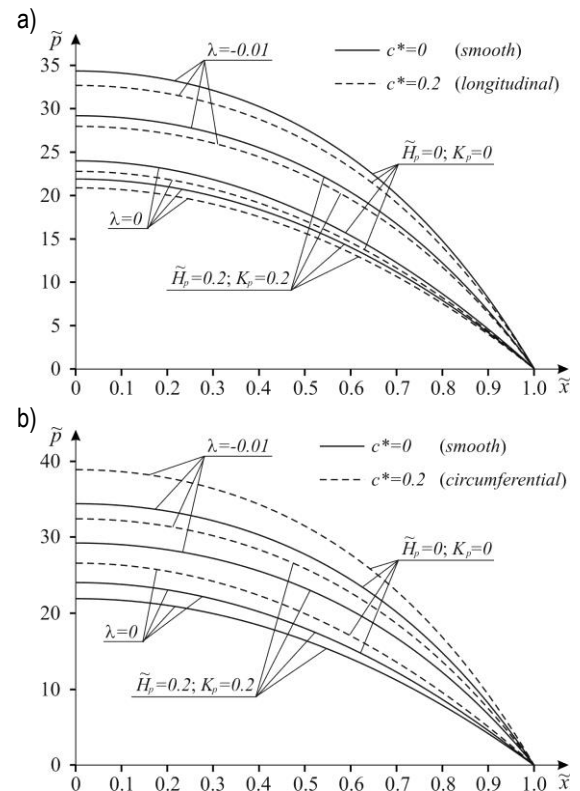 a)
p̃
λ=-0.01
c*=0 (smooth)
c*=0.2 (longitudinal)
35
30
25
20
15
10
5
0
H̃ₚ=0; Kₚ=0
λ=0
H̃ₚ=0.2; Kₚ=0.2
0 0.1 0.2 0.3 0.4 0.5 0.6 0.7 0.8 0.9 1.0 x̃
b)
p̃
λ=-0.01
c*=0 (smooth)
c*=0.2 (circumferential)
40
30
20
10
0
H̃ₚ=0; Kₚ=0
λ=0
H̃ₚ=0.2; Kₚ=0.2
0 0.1 0.2 0.3 0.4 0.5 0.6 0.7 0.8 0.9 1.0 x̃